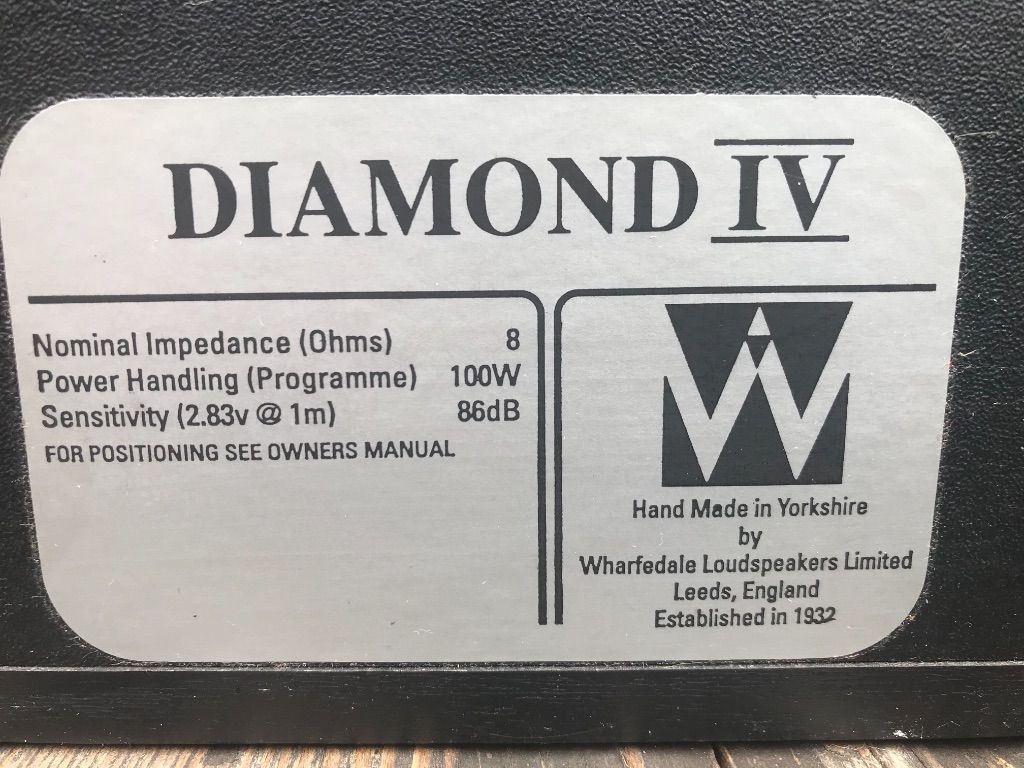 DIAMOND IV
Nominal Impedance (Ohms) 8
Power Handling (Programme) 100W
Sensitivity (2.83v @ 1m) 86dB
FOR POSITIONING SEE OWNERS MANUAL
W
Hand Made in Yorkshire
by
Wharfedale Loudspeakers Limited
Leeds, England
Established in 1932